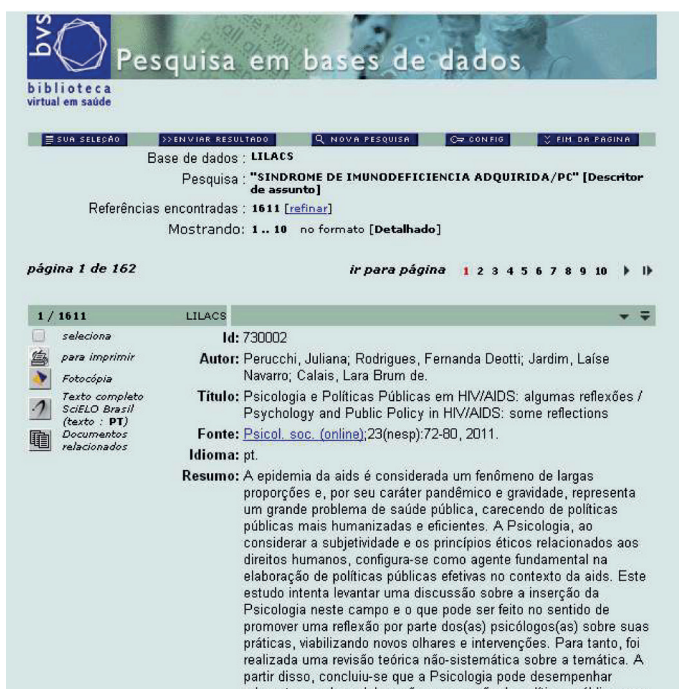 bvs
Pesquisa em bases de dados
biblioteca
virtual em saúde
SUA SELEÇÃO >>ENVIAR RESULTADO NOVA PESQUISA CONFIG FIM DA PÁGINA
Base de dados : LILACS
Pesquisa : "SINDROME DE IMUNODEFICIENCIA ADQUIRIDA/PC" [Descritor
de assunto]
Referências encontradas : 1611 [refinar]
Mostrando: 1 .. 10 no formato [Detalhado]
página 1 de 162 ir para página 1 2 3 4 5 6 7 8 9 10
1 / 1611 LILACS
seleciona
para imprimir
Fotocópia
Texto completo
SciELO Brasil
(texto : PT)
Documentos
relacionados
Id: 730002
Autor: Perucchi, Juliana; Rodrigues, Fernanda Deotti; Jardim, Laíse
Navarro; Calais, Lara Brum de.
Título: Psicologia e Políticas Públicas em HIV/AIDS: algumas reflexões /
Psychology and Public Policy in HIV/AIDS: some reflections
Fonte: Psicol. soc. (online);23(nesp):72-80, 2011.
Idioma: pt.
Resumo: A epidemia da aids é considerada um fenômeno de largas
proporções e, por seu caráter pandêmico e gravidade, representa
um grande problema de saúde pública, carecendo de políticas
públicas mais humanizadas e eficientes. A Psicologia, ao
considerar a subjetividade e os princípios éticos relacionados aos
direitos humanos, configura-se como agente fundamental na
elaboração de políticas públicas efetivas no contexto da aids. Este
estudo intenta levantar uma discussão sobre a inserção da
Psicologia neste campo e o que pode ser feito no sentido de
promover uma reflexão por parte dos(as) psicólogos(as) sobre suas
práticas, viabilizando novos olhares e intervenções. Para tanto, foi
realizada uma revisão teórica não-sistemática sobre a temática. A
partir disso, concluiu-se que a Psicologia pode desempenhar